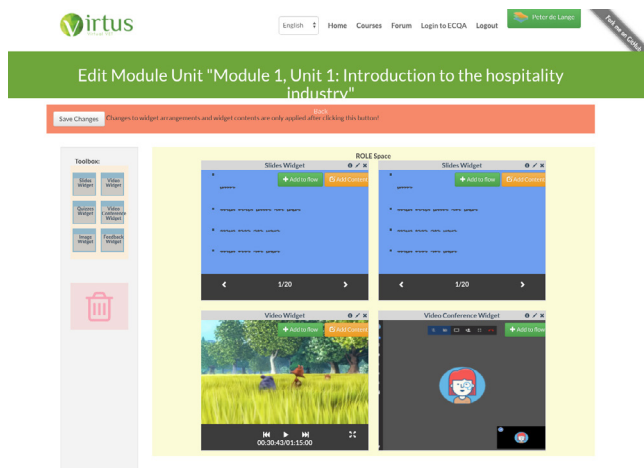 Virtus
English
Home
Courses
Forum
Login to ECQA
Logout
Peter de Lange
Fork me on GitHub
Edit Module Unit "Module 1, Unit 1: Introduction to the hospitality
industry"
Back
Save Changes
Changes to widget arrangements and widget contents are only applied after clicking this button!
Toolbox:
Slides
Widget
Video
Widget
Quizzes
Widget
Video
Conference
Widget
Image
Widget
Feedback
Widget
ROLE Space
Slides Widget
Add to Row
Add Content
1/20
Slides Widget
Add to Row
Add Content
1/20
Video Widget
Add to Row
Add Content
00:30:43/01:15:00
Video Conference Widget
Add to Row